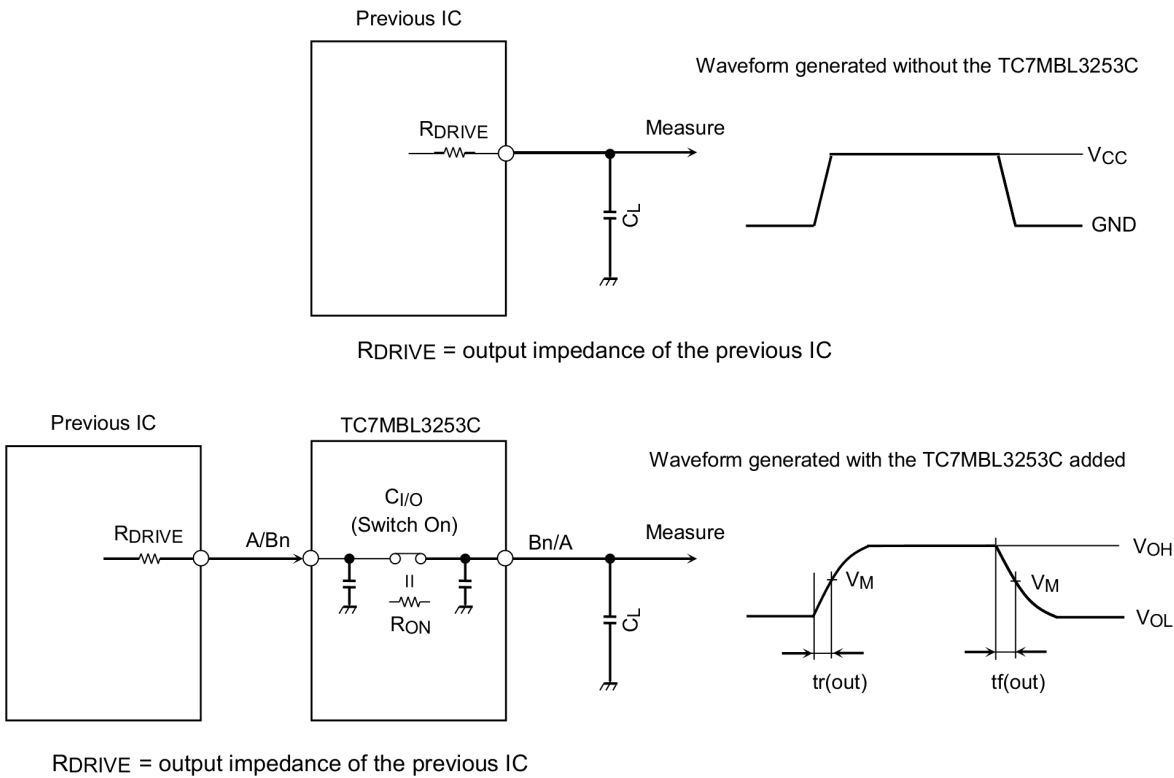 Previous IC
Waveform generated without the TC7MBL3253C
RDRIVE
Measure
VCC
CL
GND
RDRIVE = output impedance of the previous IC
Previous IC
TC7MBL3253C
Waveform generated with the TC7MBL3253C added
CI/O
(Switch On)
RDRIVE
A/Bn
Bn/A
Measure
VOH
VM
VM
=
RON
CL
VOL
tr(out)
tf(out)
RDRIVE = output impedance of the previous IC